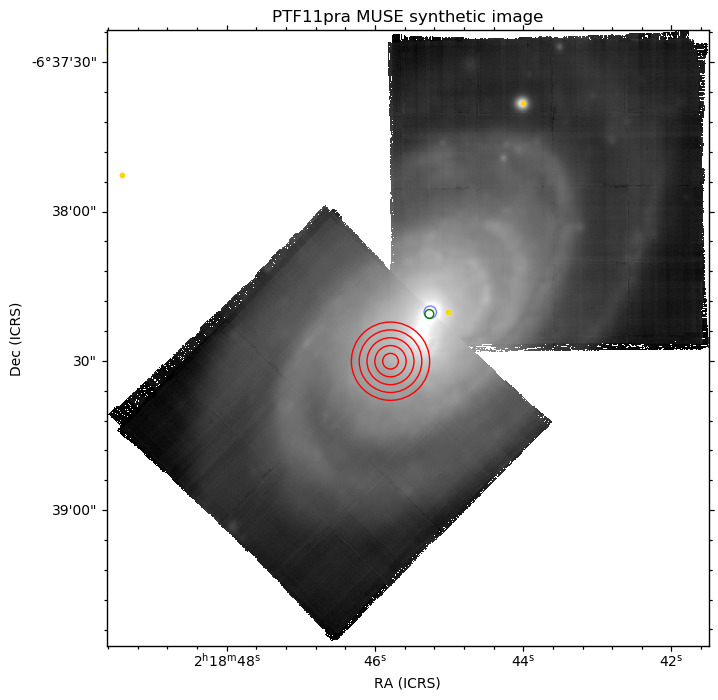 PTF11pra MUSE synthetic image
-6°37'30"
38'00"
30"
39'00"
Dec (ICRS)
2h18m48s 46s 44s 42s
RA (ICRS)